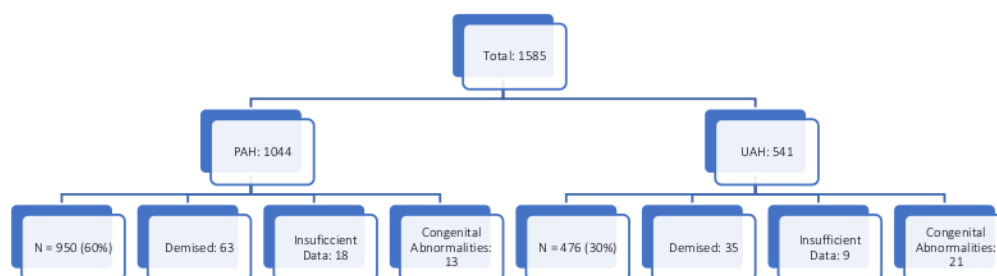 Total: 1585
PAH: 1044
UAH: 541
N = 950 (60%)
Demised: 63
Insuficcient
Data: 18
Congenital
Abnormalities:
13
N = 476 (30%)
Demised: 35
Insufficient
Data: 9
Congenital
Abnormalities:
21